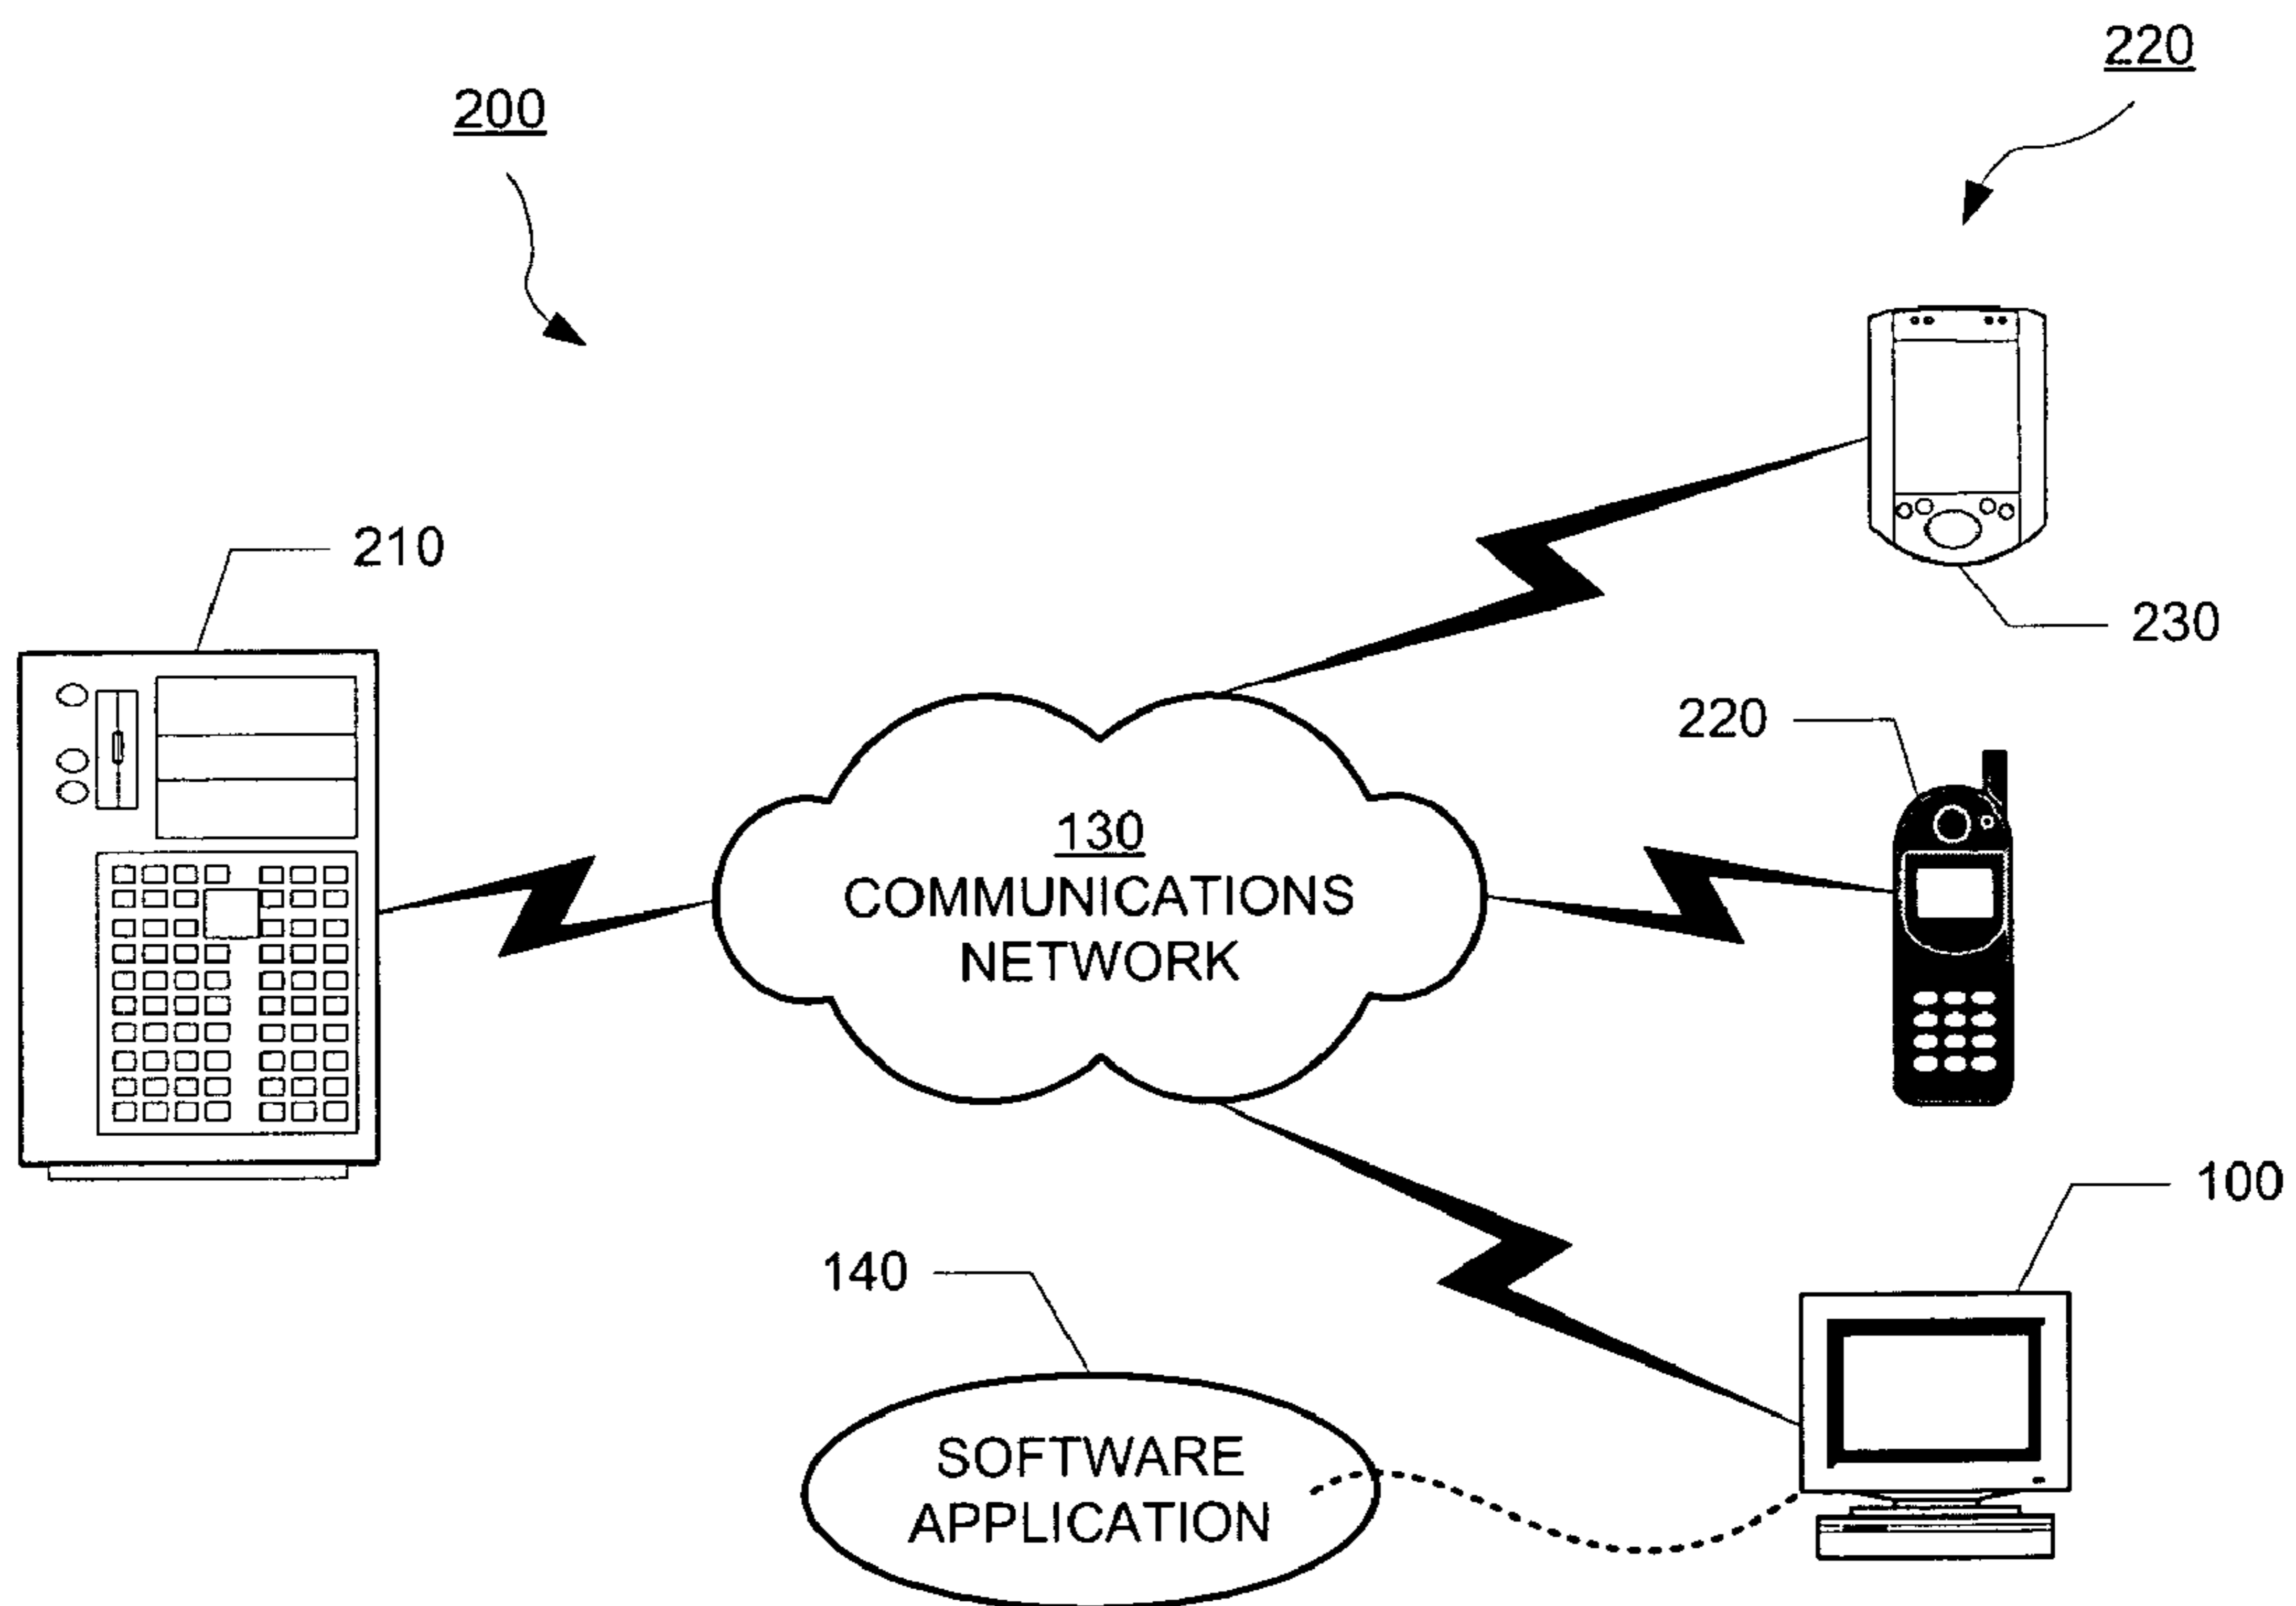 220
200
210
230
220
130
COMMUNICATIONS
NETWORK
100
140
SOFTWARE
APPLICATION